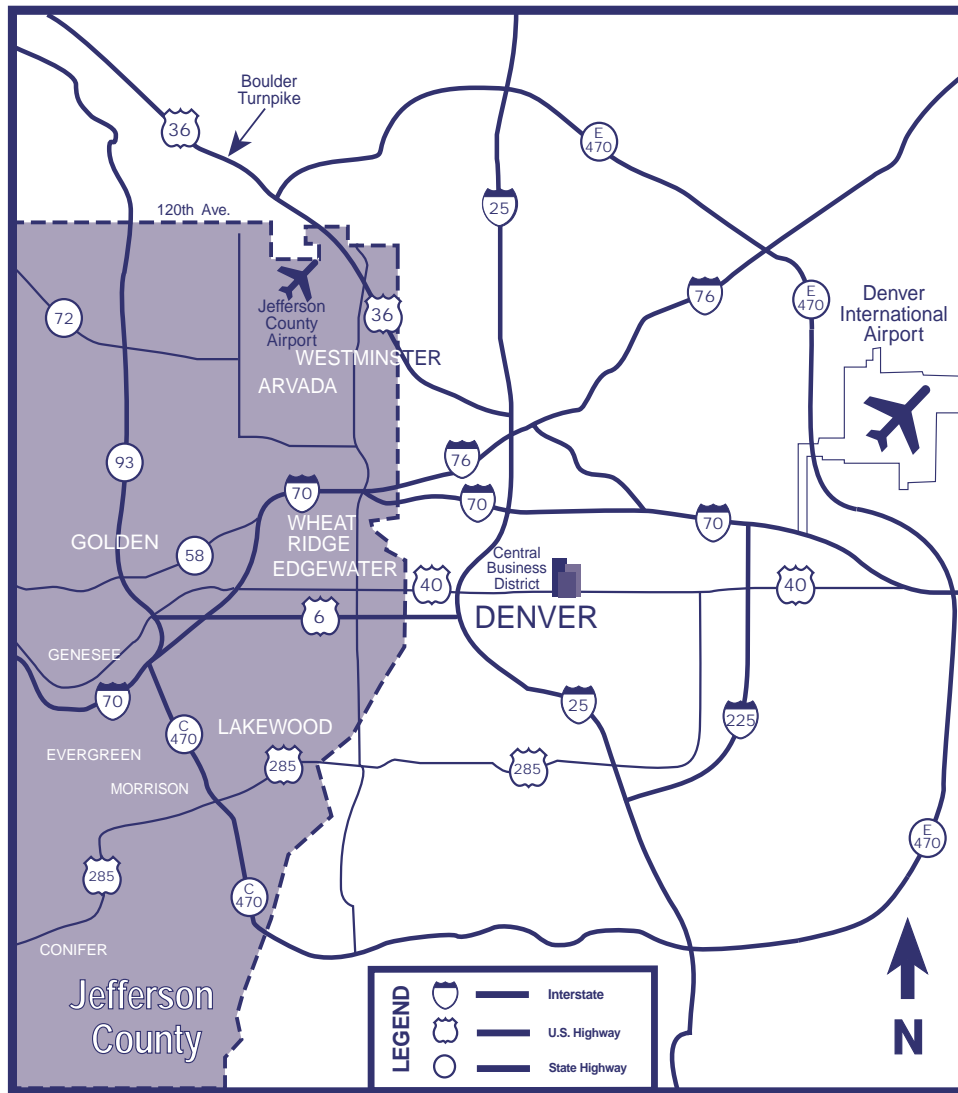 Boulder
Turnpike
36
E
470
120th Ave.
25
72
Jefferson
County
Airport
36
76
E
470
Denver
International
Airport
WESTMINSTER
ARVADA
93
76
70
70
70
GOLDEN
WHEAT
RIDGE
58
EDGEWATER
Central
Business
District
40
40
6
DENVER
GENESEE
70
C
470
LAKEWOOD
25
225
EVERGREEN
285
285
MORRISON
E
470
285
C
470
CONIFER
Jefferson
County
LEGEND
Interstate
U.S. Highway
State Highway
N